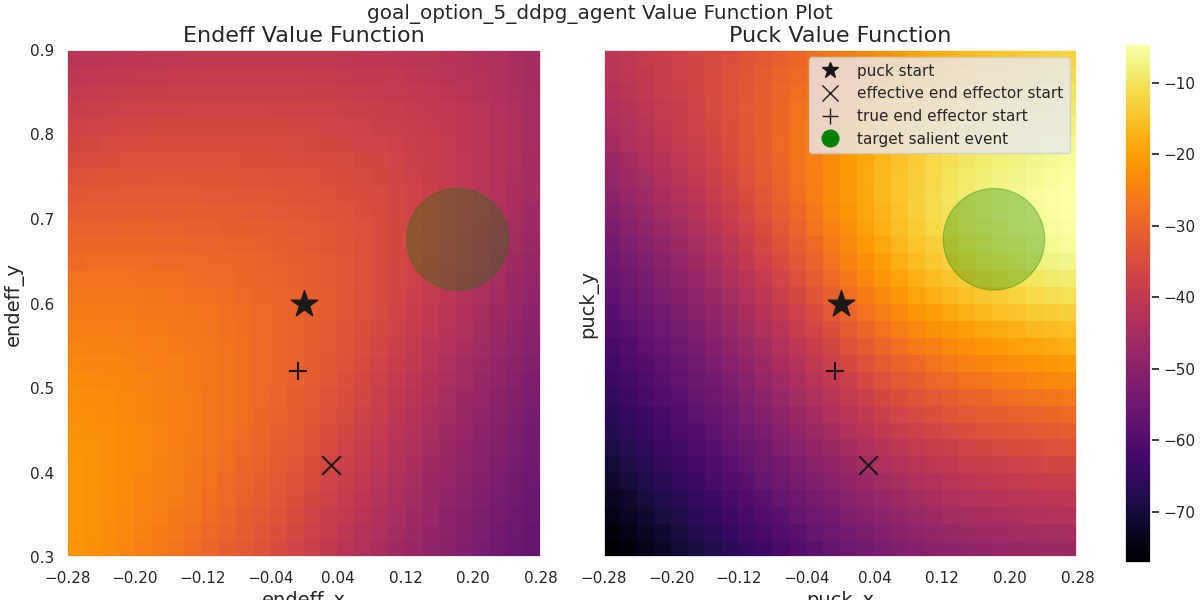 goal_option_5_ddpg_agent Value Function Plot
Endeff Value Function
Puck Value Function
puck start
effective end effector start
true end effector start
target salient event
0.9
0.8
0.7
0.6
0.5
0.4
0.3
endeff_y
−0.28 −0.20 −0.12 −0.04 0.04 0.12 0.20 0.28
endeff_x
puck_y
−0.28 −0.20 −0.12 −0.04 0.04 0.12 0.20 0.28
puck_x
−10
−20
−30
−40
−50
−60
−70